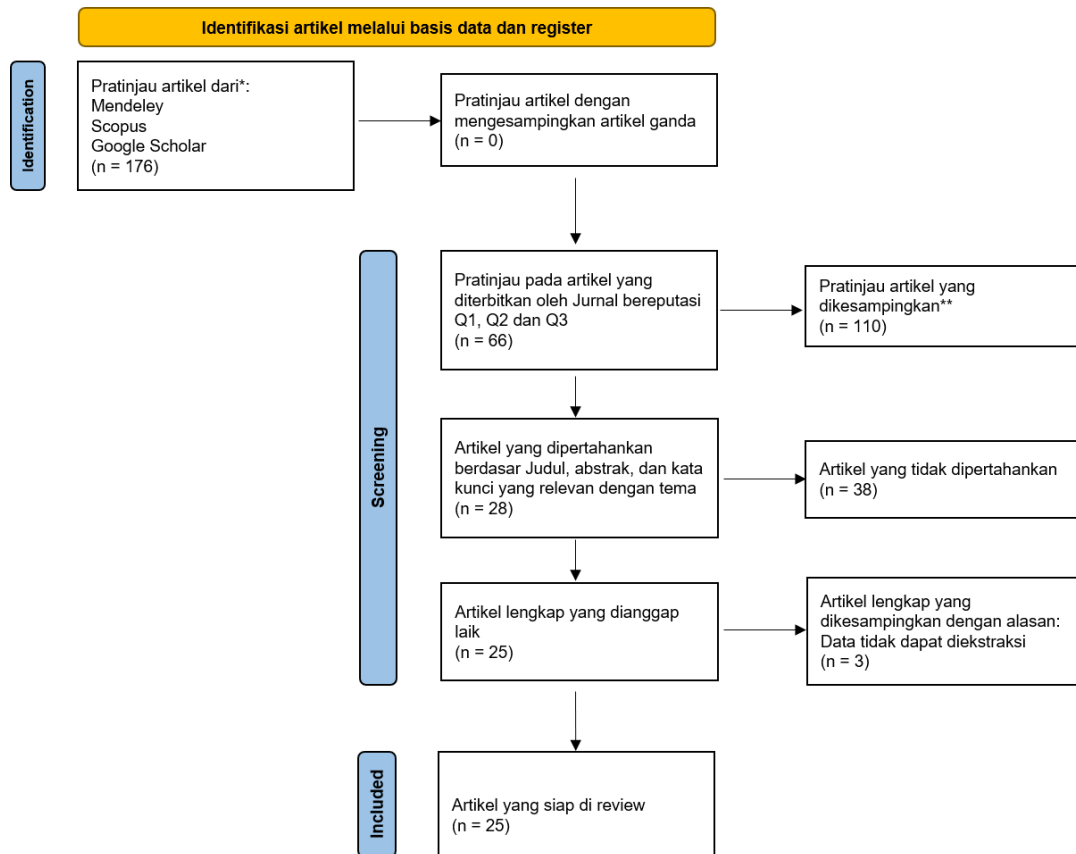 Identifikasi artikel melalui basis data dan register
Identification
Pratinjau artikel dari*:
Mendeley
Scopus
Google Scholar
(n = 176)
Pratinjau artikel dengan
mengesampingkan artikel ganda
(n = 0)
Screening
Pratinjau pada artikel yang
diterbitkan oleh Jurnal bereputasi
Q1, Q2 dan Q3
(n = 66)
Pratinjau artikel yang
dikesampingkan**
(n = 110)
Artikel yang dipertahankan
berdasar Judul, abstrak, dan kata
kunci yang relevan dengan tema
(n = 28)
Artikel yang tidak dipertahankan
(n = 38)
Artikel lengkap yang dianggap
laik
(n = 25)
Artikel lengkap yang
dikesampingkan dengan alasan:
Data tidak dapat diekstraksi
(n = 3)
Included
Artikel yang siap di review
(n = 25)